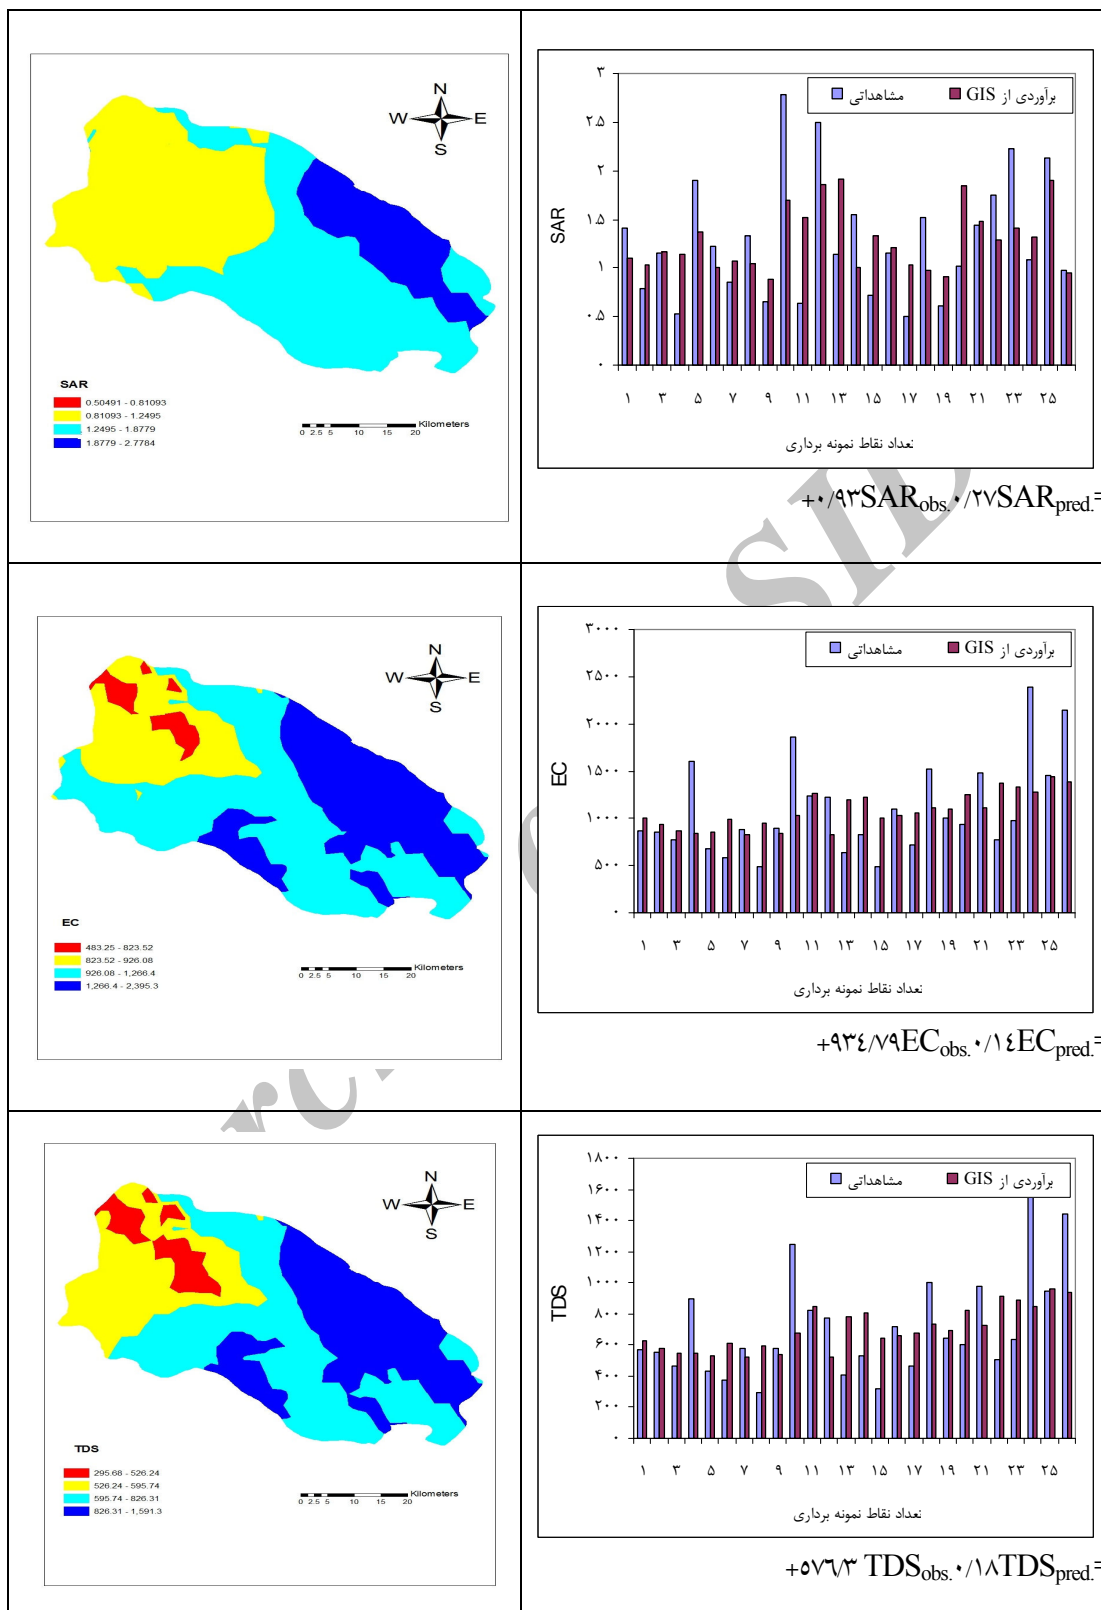 N
W E
S
SAR
0.50491 - 0.81093
0.81093 - 1.2495
1.2495 - 1.8779
1.8779 - 2.7784
0 2.5 5 10 15 20 Kilometers
مشاهداتی برآوردی از GIS
SAR
۳
۲.۵
۲
۱.۵
۱
۰.۵
۰
۱ ۳ ۵ ۷ ۹ ۱۱ ۱۳ ۱۵ ۱۷ ۱۹ ۲۱ ۲۳ ۲۵
تعداد نقاط نمونه برداری
+۰/۹۳SARobs.۰/۲۷SARpred.=
N
W E
S
EC
483.25 - 823.52
823.52 - 926.08
926.08 - 1,266.4
1,266.4 - 2,395.3
0 2.5 5 10 15 20 Kilometers
مشاهداتی برآوردی از GIS
EC
۳۰۰۰
۲۵۰۰
۲۰۰۰
۱۵۰۰
۱۰۰۰
۵۰۰
۰
۱ ۳ ۵ ۷ ۹ ۱۱ ۱۳ ۱۵ ۱۷ ۱۹ ۲۱ ۲۳ ۲۵
تعداد نقاط نمونه برداری
+۹۳٤/۷۹ECobs.۰/۱٤ECpred.=
N
W E
S
TDS
295.68 - 526.24
526.24 - 595.74
595.74 - 826.31
826.31 - 1,591.3
0 2.5 5 10 15 20 Kilometers
مشاهداتی برآوردی از GIS
TDS
۱۸۰۰
۱۶۰۰
۱۴۰۰
۱۲۰۰
۱۰۰۰
۸۰۰
۶۰۰
۴۰۰
۲۰۰
۰
۱ ۳ ۵ ۷ ۹ ۱۱ ۱۳ ۱۵ ۱۷ ۱۹ ۲۱ ۲۳ ۲۵
تعداد نقاط نمونه برداری
+٥۷٦/۳ TDSobs.۰/۱۸TDSpred.=